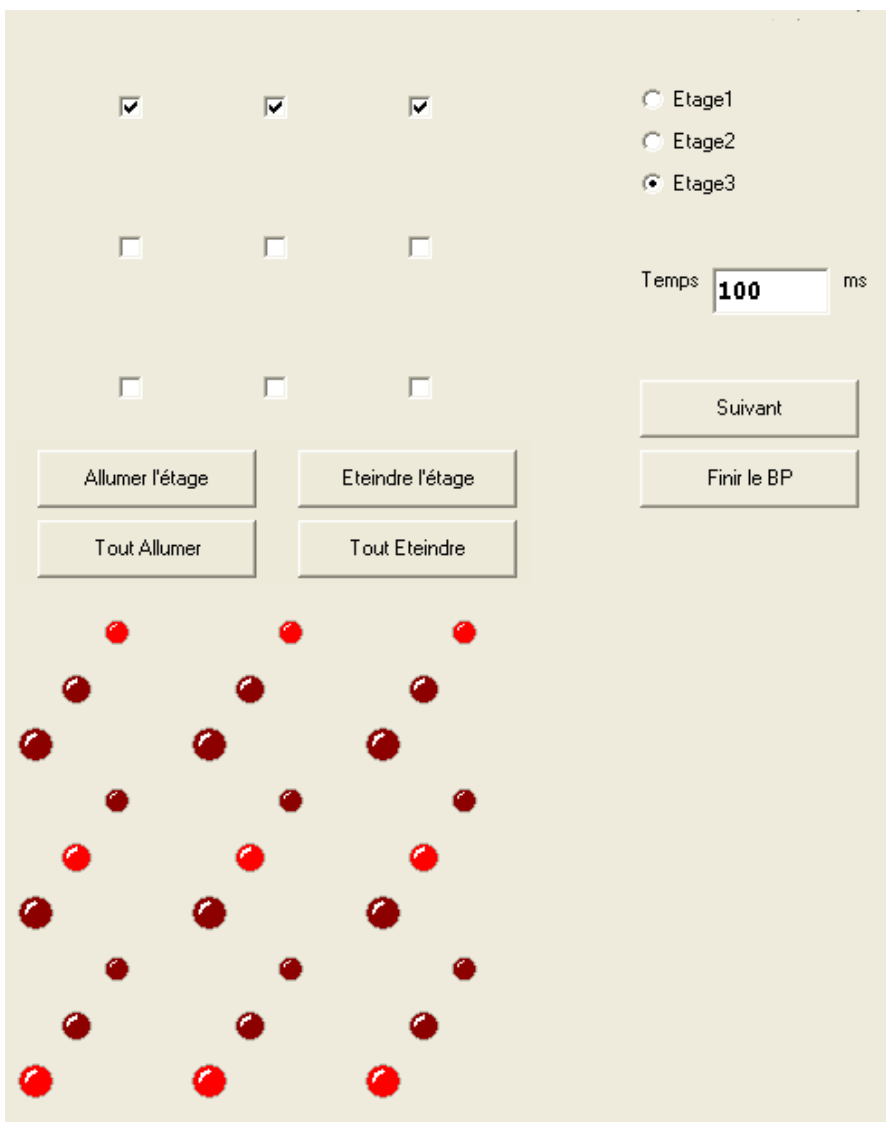 Etage1
Etage2
Etage3
Temps 100 ms
Suivant
Allumer l'étage Eteindre l'étage Finir le BP
Tout Allumer Tout Eteindre